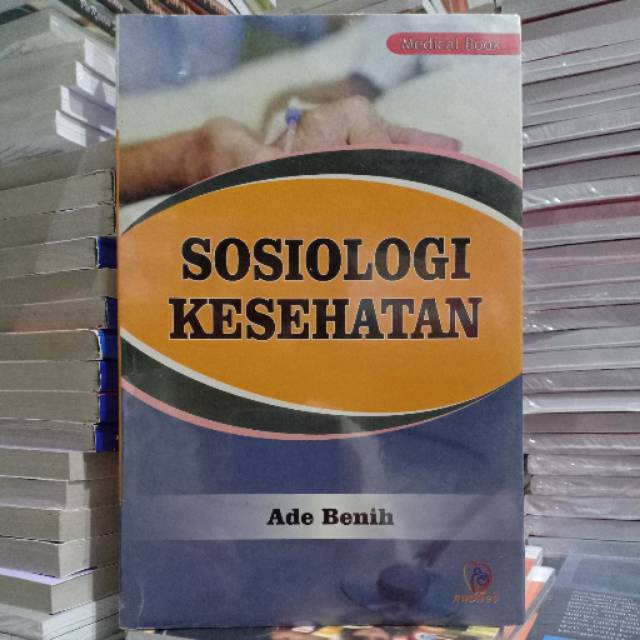 Medical Book
SOSIOLOGI
KESEHATAN
Ade Benih